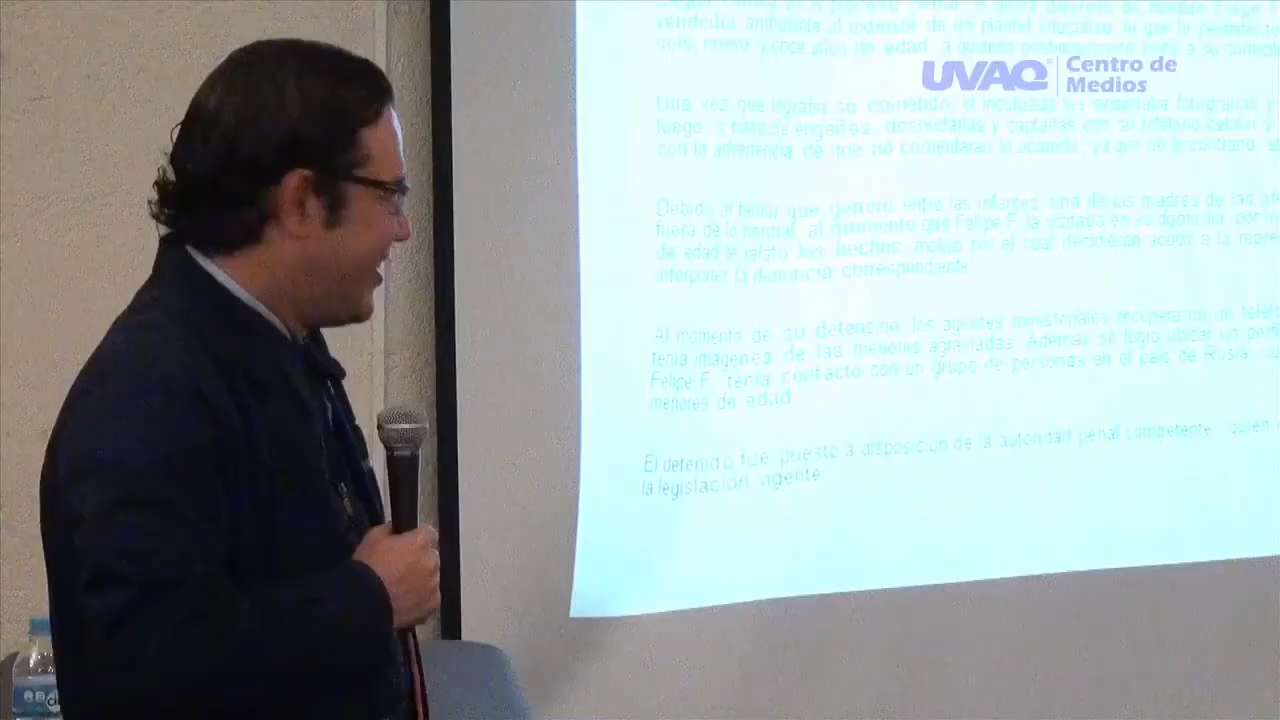 UVAQ Centro de
Medios
vendedor ambulante al exterior de un plantel educativo, lo que le permitió
nueve y once años de edad, a quienes posteriormente
Una vez que lograba su cometido, el inculpado les enseñaba fotografías y
luego, a base de engaños, desnudarlas y captarlas con su teléfono celular y
con la advertencia de que no comentaran lo ocurrido, ya que de lo contrario
Debido al temor que generó entre las infantes, una de las madres de las
fuera de lo normal, al momento que Felipe F. la visitaba en su domicilio, por lo
de edad le relató los hechos, motivo por el cual decidieron acudir a la
interponer la denuncia correspondiente.
Al momento de su detención, los agentes ministeriales recuperaron un
tenía imágenes de las menores agraviadas. Además, se logró ubicar un
Felipe F. tenía contacto con un grupo de personas en el país de Rusia
menores de edad.
El detenido fue puesto a disposición de la autoridad penal competente, quien
la legislación vigente.